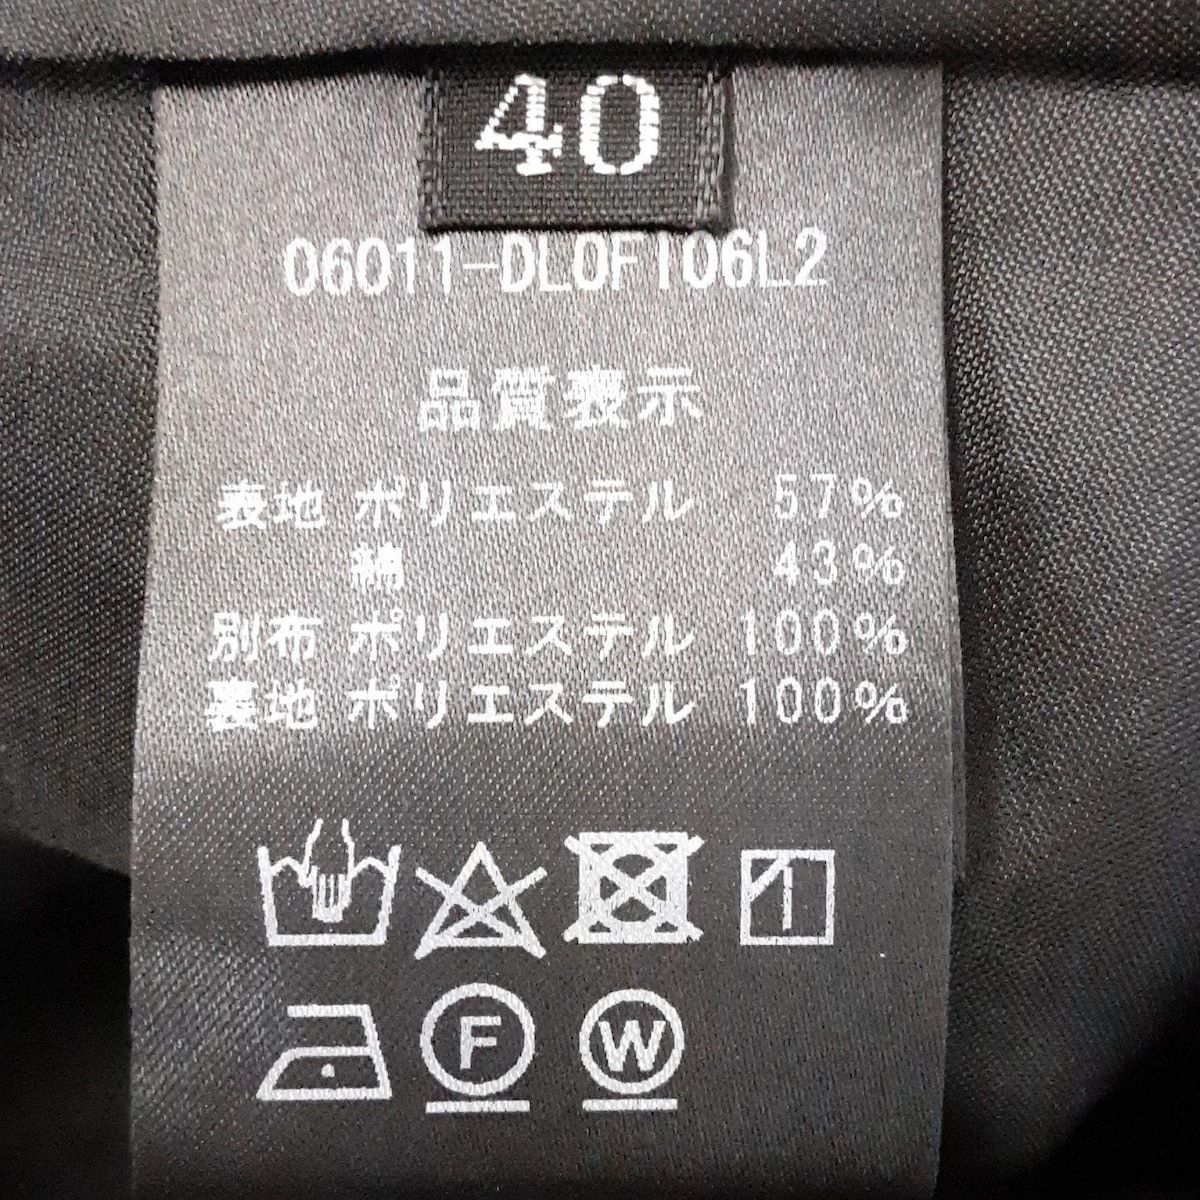 40
06011-DL0FI06L2
品質表示
表地 ポリエステル 57%
綿 43%
別布 ポリエステル 100%
裏地 ポリエステル 100%
F W